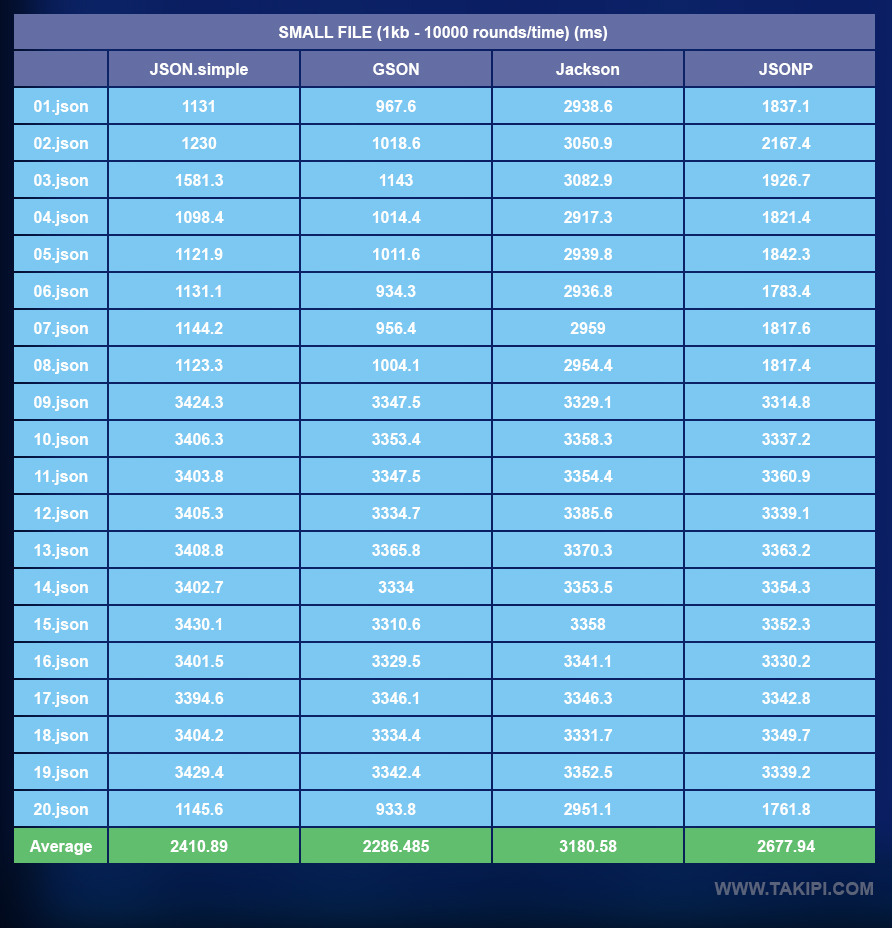 SMALL FILE (1kb - 10000 rounds/time) (ms)
JSON.simple GSON Jackson JSONP
01.json 1131 967.6 2938.6 1837.1
02.json 1230 1018.6 3050.9 2167.4
03.json 1581.3 1143 3082.9 1926.7
04.json 1098.4 1014.4 2917.3 1821.4
05.json 1121.9 1011.6 2939.8 1842.3
06.json 1131.1 934.3 2936.8 1783.4
07.json 1144.2 956.4 2959 1817.6
08.json 1123.3 1004.1 2954.4 1817.4
09.json 3424.3 3347.5 3329.1 3314.8
10.json 3406.3 3353.4 3358.3 3337.2
11.json 3403.8 3347.5 3354.4 3360.9
12.json 3405.3 3334.7 3385.6 3339.1
13.json 3408.8 3365.8 3370.3 3363.2
14.json 3402.7 3334 3353.5 3354.3
15.json 3430.1 3310.6 3358 3352.3
16.json 3401.5 3329.5 3341.1 3330.2
17.json 3394.6 3346.1 3346.3 3342.8
18.json 3404.2 3334.4 3331.7 3349.7
19.json 3429.4 3342.4 3352.5 3339.2
20.json 1145.6 933.8 2951.1 1761.8
Average 2410.89 2286.485 3180.58 2677.94
WWW.TAKIPI.COM